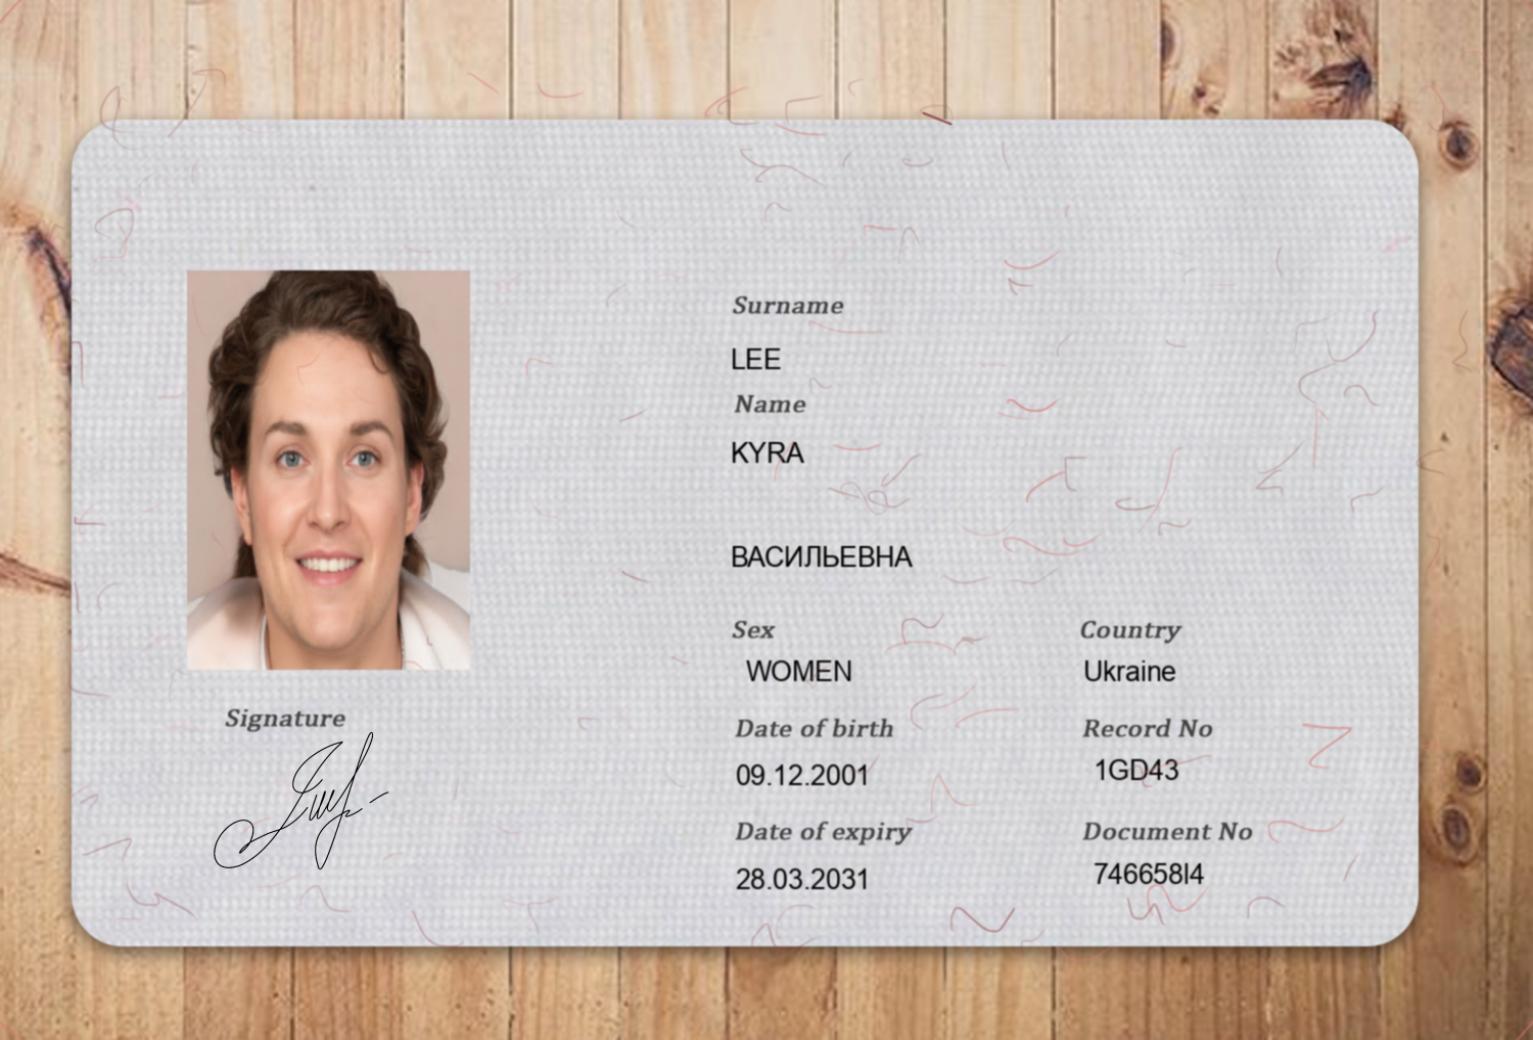 Surname
LEE
Name
KYRA
ВАСИЛЬЕВНА
Sex
WOMEN
Country
Ukraine
Date of birth
09.12.2001
Record No
1GD43
Date of expiry
28.03.2031
Document No
746658I4
Signature